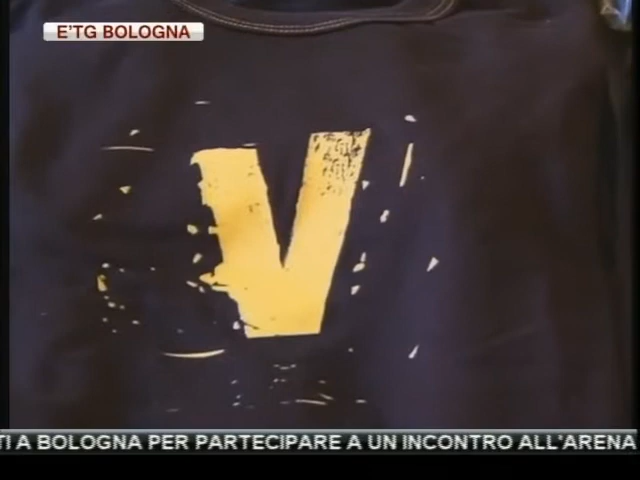 E'TG BOLOGNA
V
TI A BOLOGNA PER PARTECIPARE A UN INCONTRO ALL'ARENA